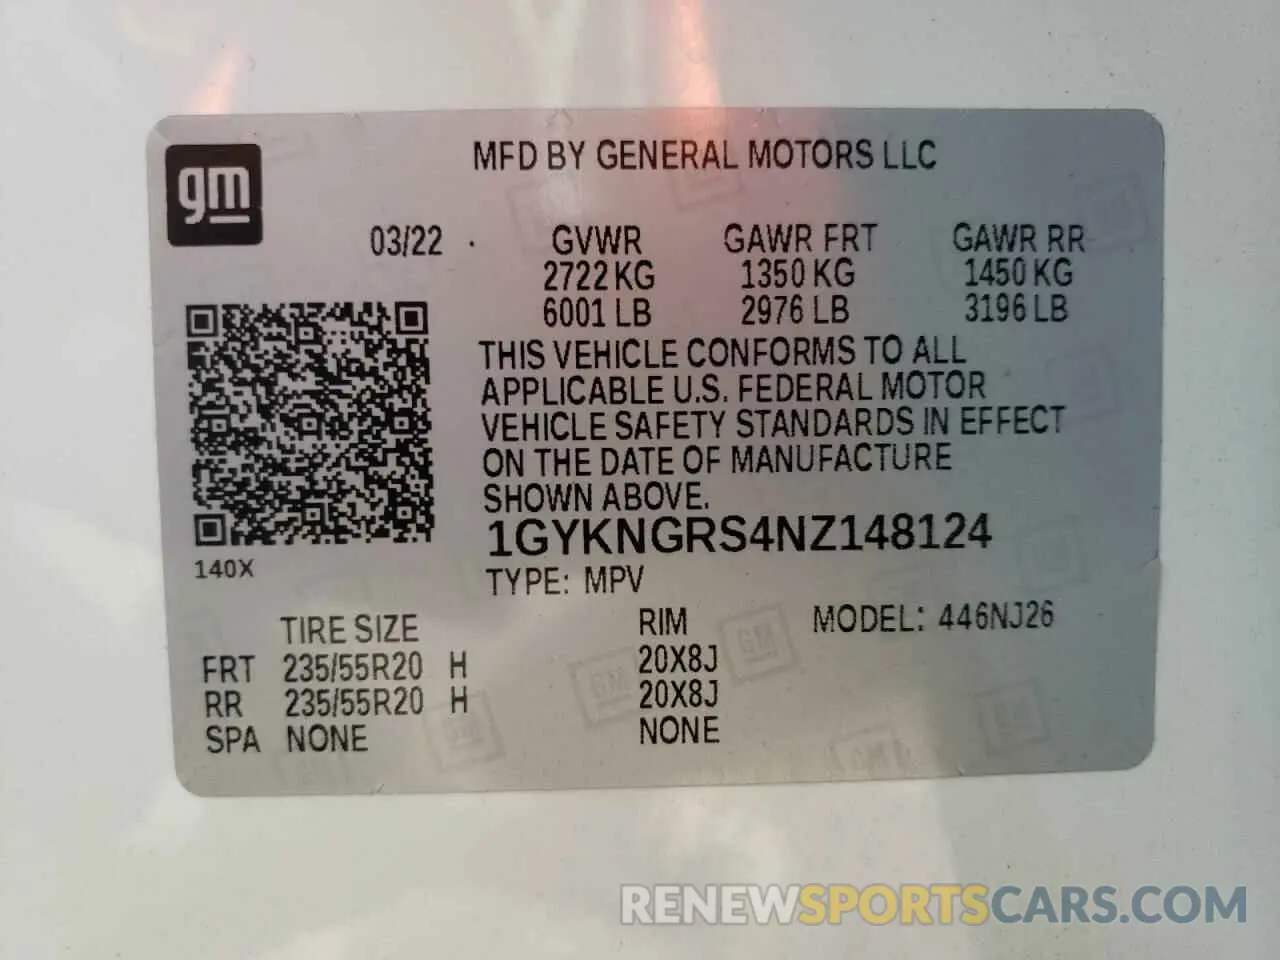 gm
MFD BY GENERAL MOTORS LLC
03/22 GVWR GAWR FRT GAWR RR
2722 KG 1350 KG 1450 KG
6001 LB 2976 LB 3196 LB
THIS VEHICLE CONFORMS TO ALL
APPLICABLE U.S. FEDERAL MOTOR
VEHICLE SAFETY STANDARDS IN EFFECT
ON THE DATE OF MANUFACTURE
SHOWN ABOVE.
1GYKNGRS4NZ148124
140X
TYPE: MPV
TIRE SIZE RIM MODEL: 446NJ26
FRT 235/55R20 H 20X8J
RR 235/55R20 H 20X8J
SPA NONE NONE
RENEWSPORTSCARS.COM